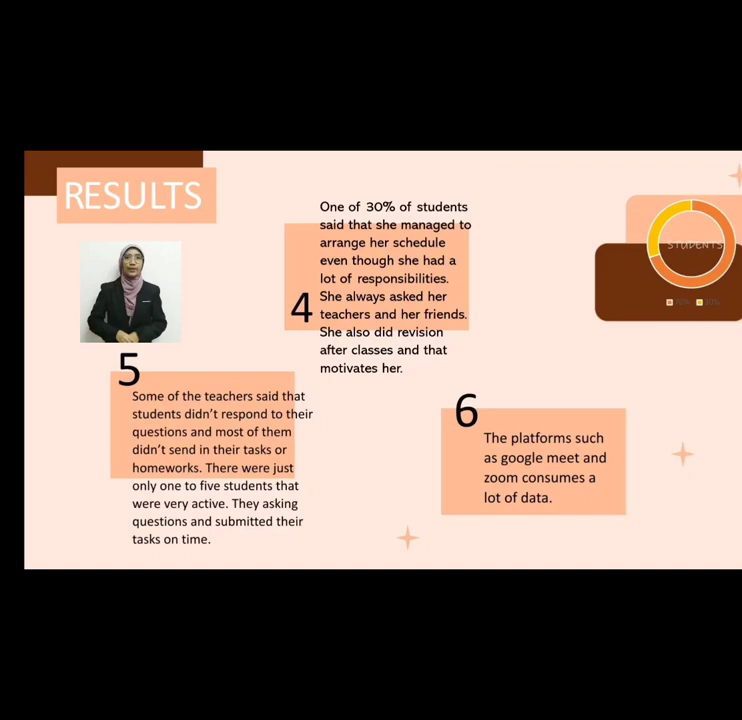 RESULTS
One of 30% of students
said that she managed to
arrange her schedule
even though she had a
lot of responsibilities.
She always asked her
teachers and her friends.
She also did revision
after classes and that
motivates her.
4
STUDENTS
70%
30%
5
Some of the teachers said that
students didn't respond to their
questions and most of them
didn't send in their tasks or
homeworks. There were just
only one to five students that
were very active. They asking
questions and submitted their
tasks on time.
6
The platforms such
as google meet and
zoom consumes a
lot of data.